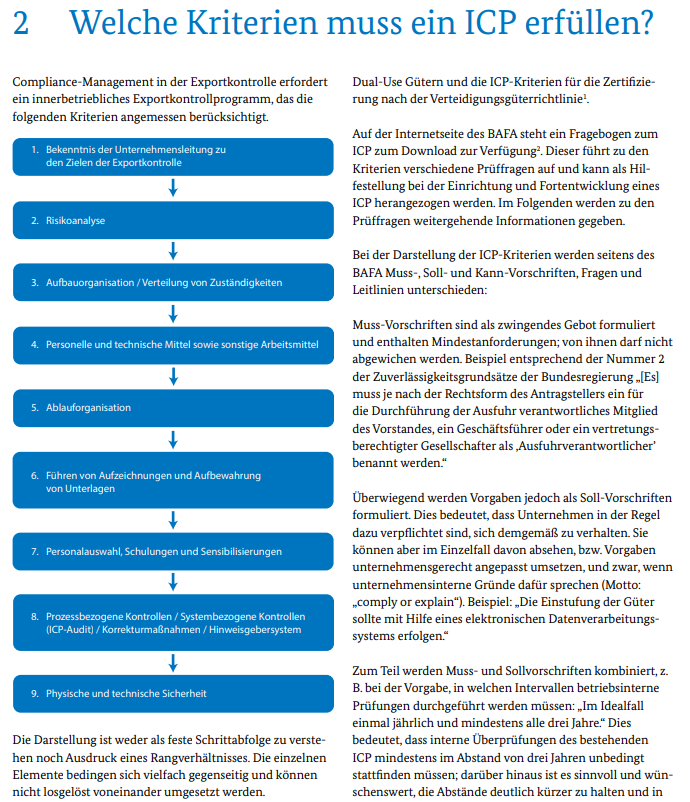 2 Welche Kriterien muss ein ICP erfüllen?
Compliance-Management in der Exportkontrolle erfordert
ein innerbetriebliches Exportkontrollprogramm, das die
folgenden Kriterien angemessen berücksichtigt.
1. Bekenntnis der Unternehmensleitung zu
den Zielen der Exportkontrolle
2. Risikoanalyse
3. Aufbauorganisation / Verteilung von Zuständigkeiten
4. Personelle und technische Mittel sowie sonstige Arbeitsmittel
5. Ablauforganisation
6. Führen von Aufzeichnungen und Aufbewahrung
von Unterlagen
7. Personalauswahl, Schulungen und Sensibilisierungen
8. Prozessbezogene Kontrollen / Systembezogene Kontrollen
(ICP-Audit) / Korrekturmaßnahmen / Hinweisgebersystem
9. Physische und technische Sicherheit
Die Darstellung ist weder als feste Schrittabfolge zu verste-
hen noch Ausdruck eines Rangverhältnisses. Die einzelnen
Elemente bedingen sich vielfach gegenseitig und können
nicht losgelöst voneinander umgesetzt werden.
Dual-Use Gütern und die ICP-Kriterien für die Zertifizie-
rung nach der Verteidigungsgüterrichtlinie¹.
Auf der Internetseite des BAFA steht ein Fragebogen zum
ICP zum Download zur Verfügung². Dieser führt zu den
Kriterien verschiedene Prüffragen auf und kann als Hil-
festellung bei der Einrichtung und Fortentwicklung eines
ICP herangezogen werden. Im Folgenden werden zu den
Prüffragen weitergehende Informationen gegeben.
Bei der Darstellung der ICP-Kriterien werden seitens des
BAFA Muss-, Soll- und Kann-Vorschriften, Fragen und
Leitlinien unterschieden:
Muss-Vorschriften sind als zwingendes Gebot formuliert
und enthalten Mindestanforderungen; von ihnen darf nicht
abgewichen werden. Beispiel entsprechend der Nummer 2
der Zuverlässigkeitsgrundsätze der Bundesregierung „[Es]
muss je nach der Rechtsform des Antragstellers ein für
die Durchführung der Ausfuhr verantwortliches Mitglied
des Vorstandes, ein Geschäftsführer oder ein vertretungs-
berechtigter Gesellschafter als ‚Ausfuhrverantwortlicher'
benannt werden.“
Überwiegend werden Vorgaben jedoch als Soll-Vorschriften
formuliert. Dies bedeutet, dass Unternehmen in der Regel
dazu verpflichtet sind, sich demgemäß zu verhalten. Sie
können aber im Einzelfall davon absehen, bzw. Vorgaben
unternehmensgerecht angepasst umsetzen, und zwar, wenn
unternehmensinterne Gründe dafür sprechen (Motto:
„comply or explain“). Beispiel: „Die Einstufung der Güter
sollte mit Hilfe eines elektronischen Datenverarbeitungs-
systems erfolgen.“
Zum Teil werden Muss- und Sollvorschriften kombiniert, z.
B. bei der Vorgabe, in welchen Intervallen betriebsinterne
Prüfungen durchgeführt werden müssen: „Im Idealfall
einmal jährlich und mindestens alle drei Jahre.“ Dies
bedeutet, dass interne Überprüfungen des bestehenden
ICP mindestens im Abstand von drei Jahren unbedingt
stattfinden müssen; darüber hinaus ist es sinnvoll und wün-
schenswert, die Abstände deutlich kürzer zu halten und in